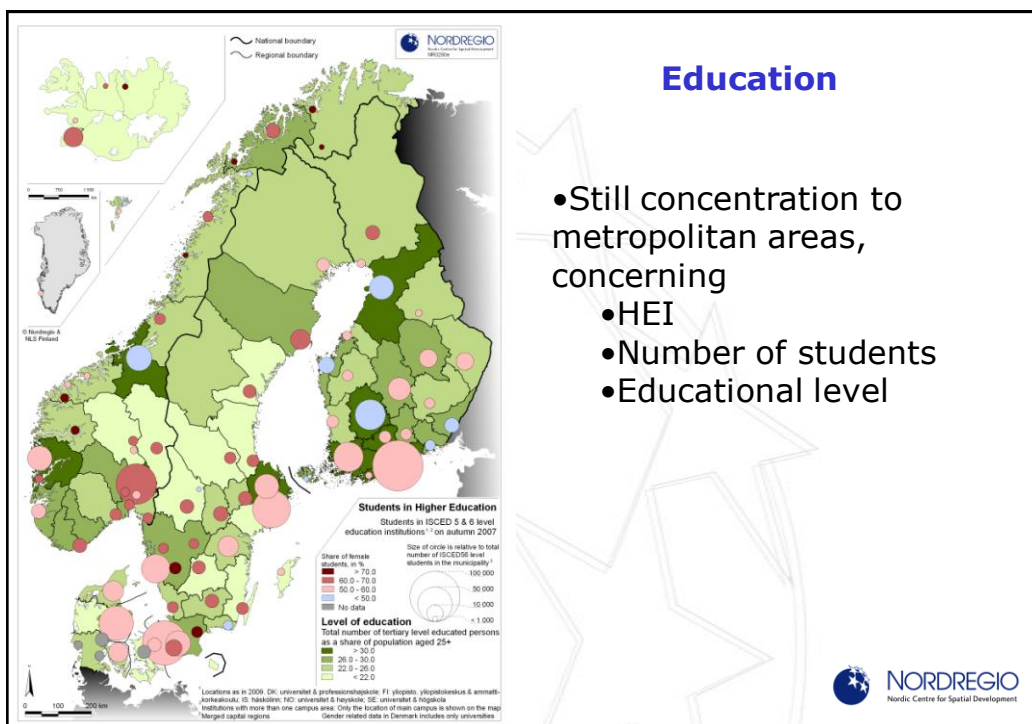 National boundary
Regional boundary
NORDREGIO
Nordic Centre for Spatial Development
© Nordregio &
NLS Finland
Students in Higher Education
Students in ISCED 5 & 6 level
education institutions ¹ ² on autumn 2007
Share of female
students, in %
> 70.0
60.0 - 70.0
50.0 - 60.0
< 50.0
No data
Size of circle is relative to total
number of ISCED56 level
students in the municipality ³
100 000
50 000
10 000
< 1 000
Level of education
Total number of tertiary level educated persons
as a share of population aged 25+
> 30.0
26.0 - 30.0
22.0 - 26.0
< 22.0
Locations as in 2009. DK: universitet & professionshøjskole; FI: yliopisto, yliopistokeskus & ammatti-
korkeakoulu; IS: háskólinn; NO: universitet & høyskole; SE: universitet & högskola
Institutions with more than one campus area: Only the location of main campus is shown on the map
Merged capital regions
Gender related data in Denmark includes only universities
0
100
200 km
Education
•Still concentration to
metropolitan areas,
concerning
•HEI
•Number of students
•Educational level
NORDREGIO
Nordic Centre for Spatial Development